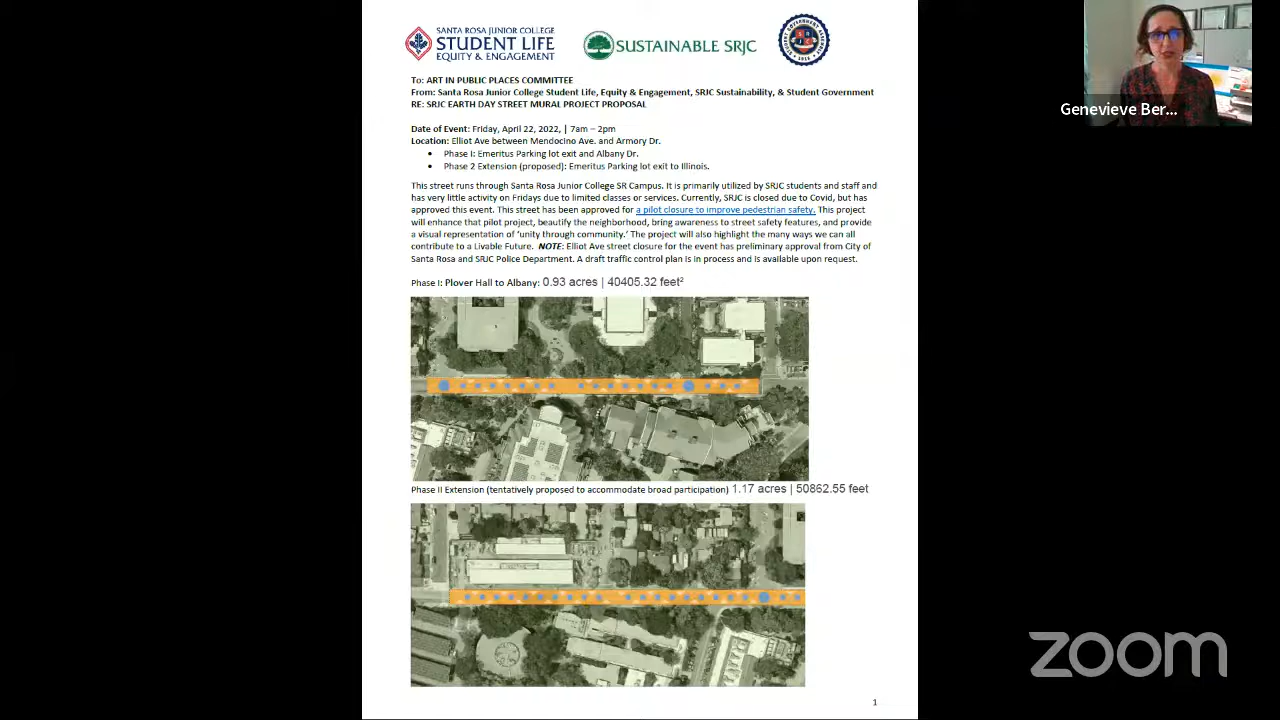 SANTA ROSA JUNIOR COLLEGE
STUDENT LIFE
EQUITY & ENGAGEMENT
SUSTAINABLE SRJC
To: ART IN PUBLIC PLACES COMMITTEE
From: Santa Rosa Junior College Student Life, Equity & Engagement, SRJC Sustainability, & Student Government
RE: SRJC EARTH DAY STREET MURAL PROJECT PROPOSAL
Date of Event: Friday, April 22, 2022, | 7am – 2pm
Location: Elliot Ave between Mendocino Ave. and Armory Dr.
• Phase I: Emeritus Parking lot exit and Albany Dr.
• Phase 2 Extension (proposed): Emeritus Parking lot exit to Illinois.
This street runs through Santa Rosa Junior College SR Campus. It is primarily utilized by SRJC students and staff and
has very little activity on Fridays due to limited classes or services. Currently, SRJC is closed due to Covid, but has
approved this event. This street has been approved for a pilot closure to improve pedestrian safety. This project
will enhance that pilot project, beautify the neighborhood, bring awareness to street safety features, and provide
a visual representation of ‘unity through community.’ The project will also highlight the many ways we can all
contribute to a Livable Future. NOTE: Elliot Ave street closure for the event has preliminary approval from City of
Santa Rosa and SRJC Police Department. A draft traffic control plan is in process and is available upon request.
Phase I: Plover Hall to Albany: 0.93 acres | 40405.32 feet²
Phase II Extension (tentatively proposed to accommodate broad participation) 1.17 acres | 50862.55 feet
1
Genevieve Ber...
zoom